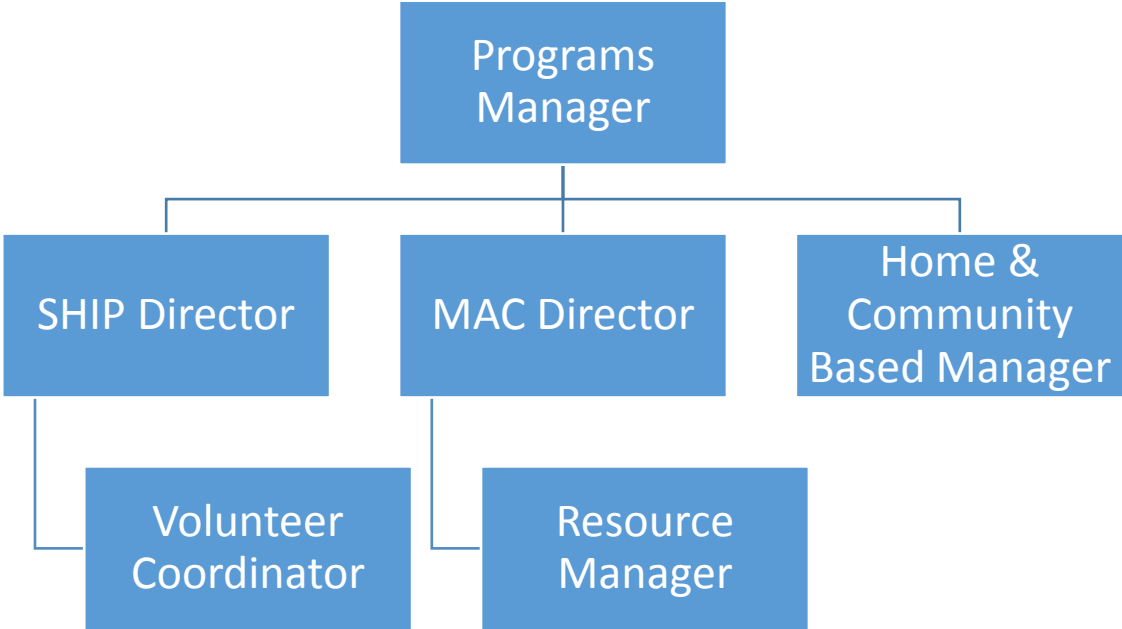 Programs
Manager
SHIP Director
MAC Director
Home &
Community
Based Manager
Volunteer
Coordinator
Resource
Manager